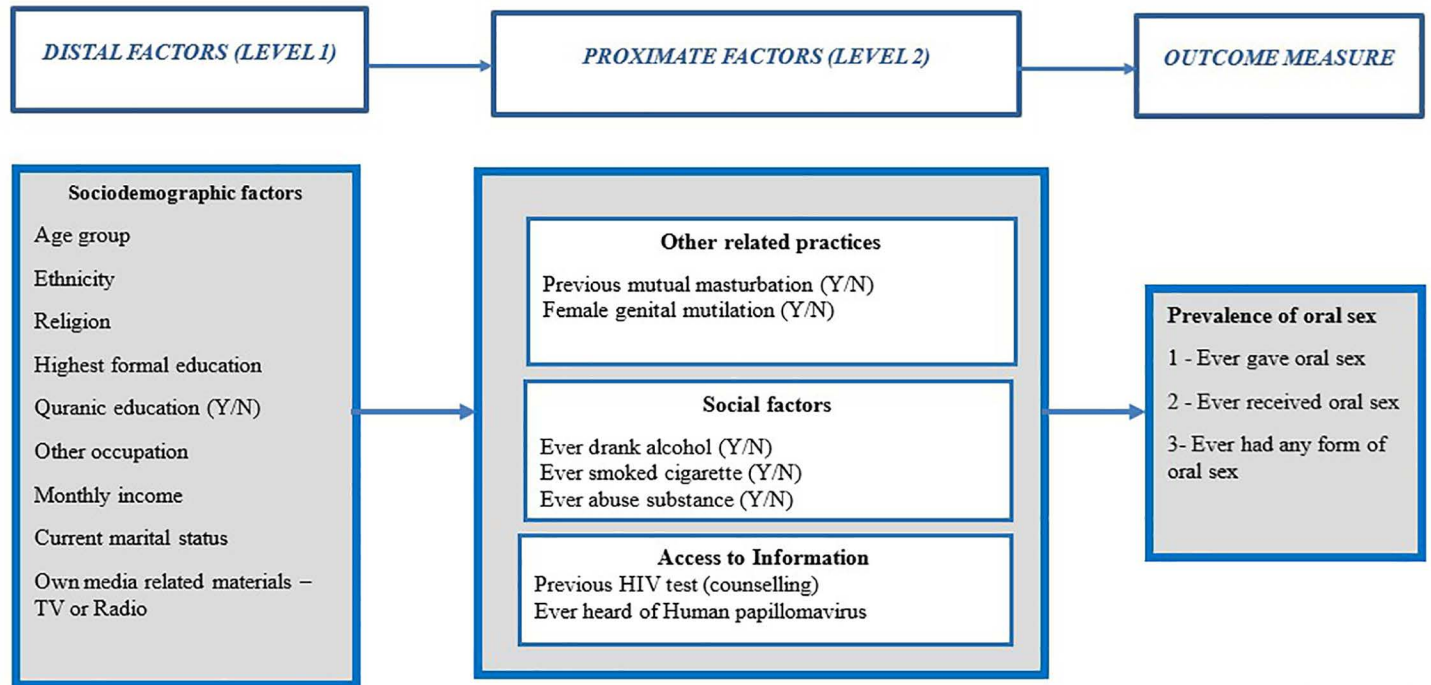 DISTAL FACTORS (LEVEL 1)
PROXIMATE FACTORS (LEVEL 2)
OUTCOME MEASURE
Sociodemographic factors
Age group
Ethnicity
Religion
Highest formal education
Quranic education (Y/N)
Other occupation
Monthly income
Current marital status
Own media related materials –
TV or Radio
Other related practices
Previous mutual masturbation (Y/N)
Female genital mutilation (Y/N)
Social factors
Ever drank alcohol (Y/N)
Ever smoked cigarette (Y/N)
Ever abuse substance (Y/N)
Access to Information
Previous HIV test (counselling)
Ever heard of Human papillomavirus
Prevalence of oral sex
1 - Ever gave oral sex
2 - Ever received oral sex
3- Ever had any form of
oral sex